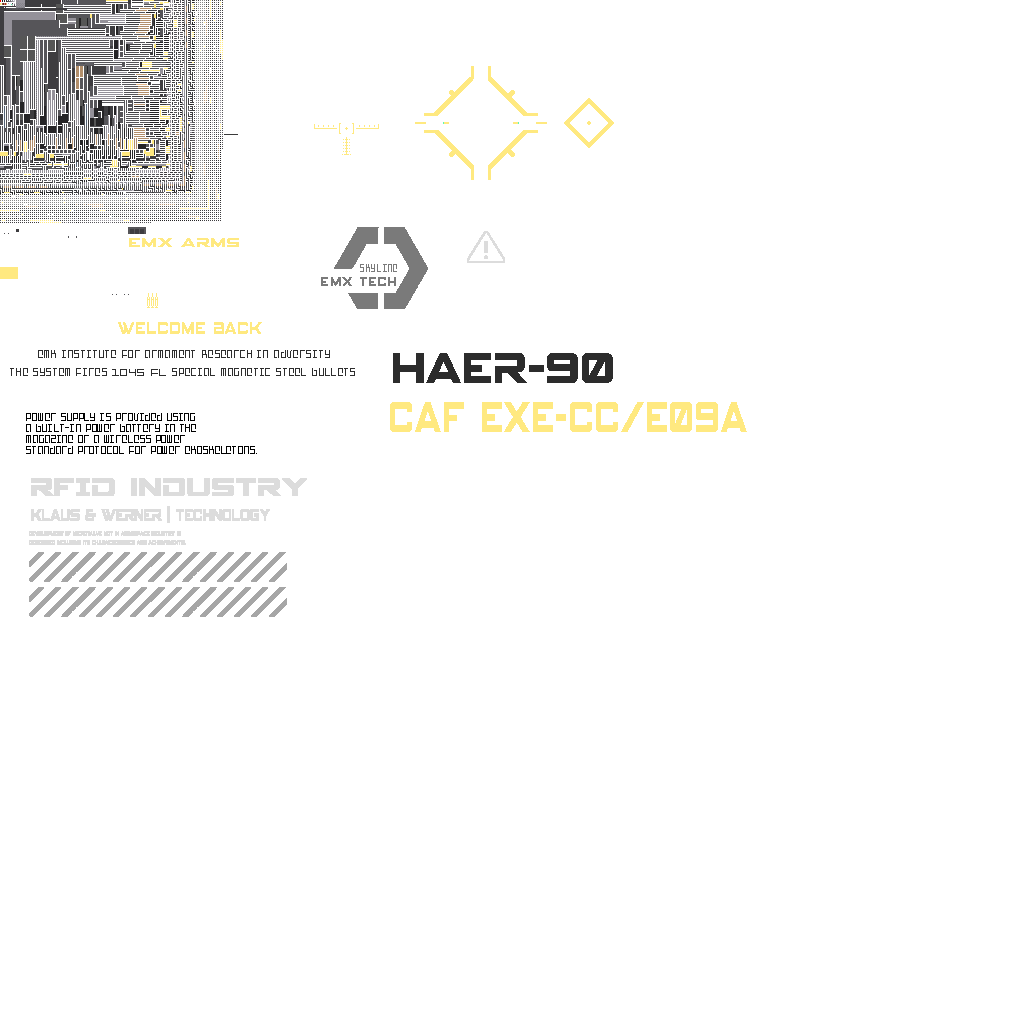 EMX ARMS
SKYLINE
EMX TECH
WELCOME BACK
EMX INSTITUTE FOR ARMAMENT RESEARCH IN ADVERSITY
THE SYSTEM FIRES 1045 FL SPECIAL MAGNETIC STEEL BULLETS
HAER-90
CAF EXE-CC/E09A
POWER SUPPLY IS PROVIDED USING
A BUILT-IN POWER BATTERY IN THE
MAGAZINE OR A WIRELESS POWER
STANDARD PROTOCOL FOR POWER EXOSKELETONS.
RFID INDUSTRY
KLAUS & WERNER | TECHNOLOGY